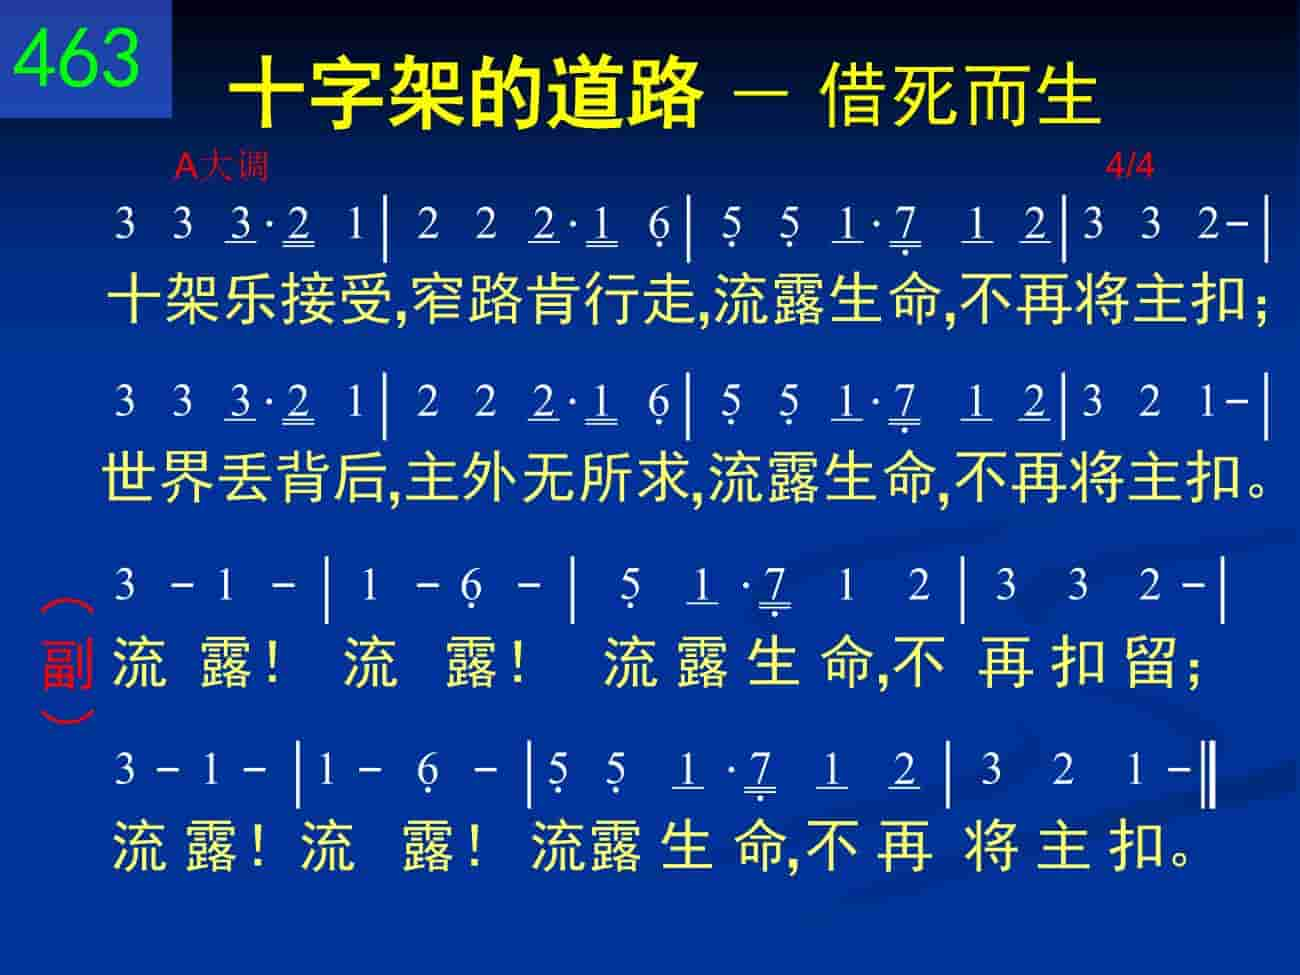 463
十字架的道路 － 借死而生
A大调 4/4
3 3 3·2 1| 2 2 2·1 6| 5 5 1·7 1 2| 3 3 2-|
十架乐接受,窄路肯行走,流露生命,不再将主扣；
3 3 3·2 1| 2 2 2·1 6| 5 5 1·7 1 2| 3 2 1-|
世界丢背后,主外无所求,流露生命,不再将主扣。
3 - 1 - | 1 - 6 - | 5 1·7 1 2 | 3 3 2 -|
（副）流 露！ 流 露！ 流 露 生 命,不 再 扣 留；
3 - 1 - | 1 - 6 - | 5 5 1·7 1 2 | 3 2 1 -||
流 露！流 露！ 流露 生 命,不 再 将 主 扣。